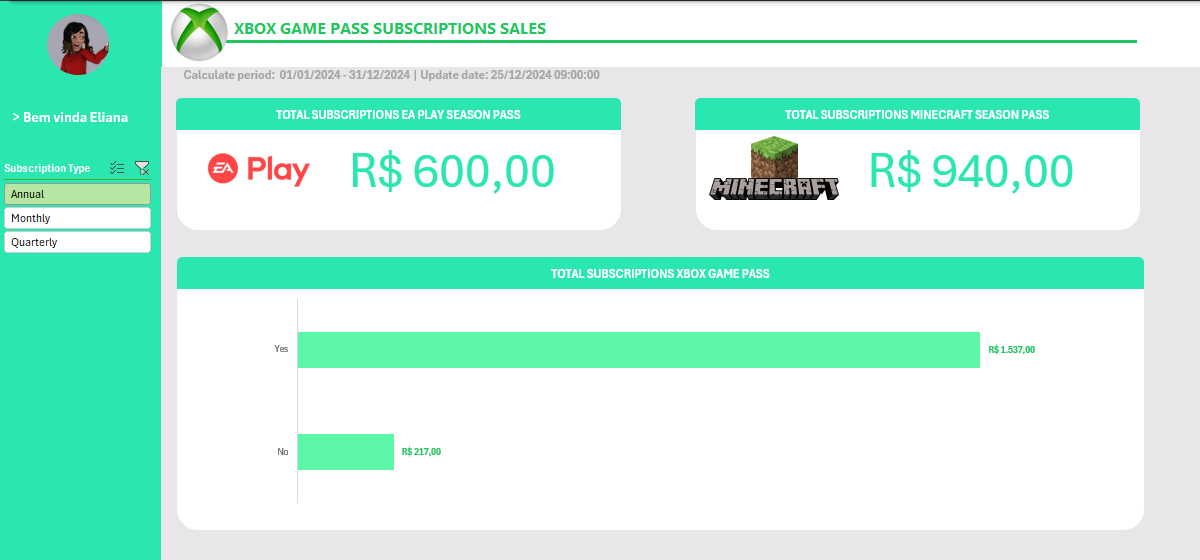 XBOX GAME PASS SUBSCRIPTIONS SALES
Calculate period: 01/01/2024 - 31/12/2024 | Update date: 25/12/2024 09:00:00
> Bem vinda Eliana
Subscription Type
Annual
Monthly
Quarterly
TOTAL SUBSCRIPTIONS EA PLAY SEASON PASS
EA Play
R$ 600,00
TOTAL SUBSCRIPTIONS MINECRAFT SEASON PASS
MINECRAFT
R$ 940,00
TOTAL SUBSCRIPTIONS XBOX GAME PASS
Yes
R$ 1.537,00
No
R$ 217,00